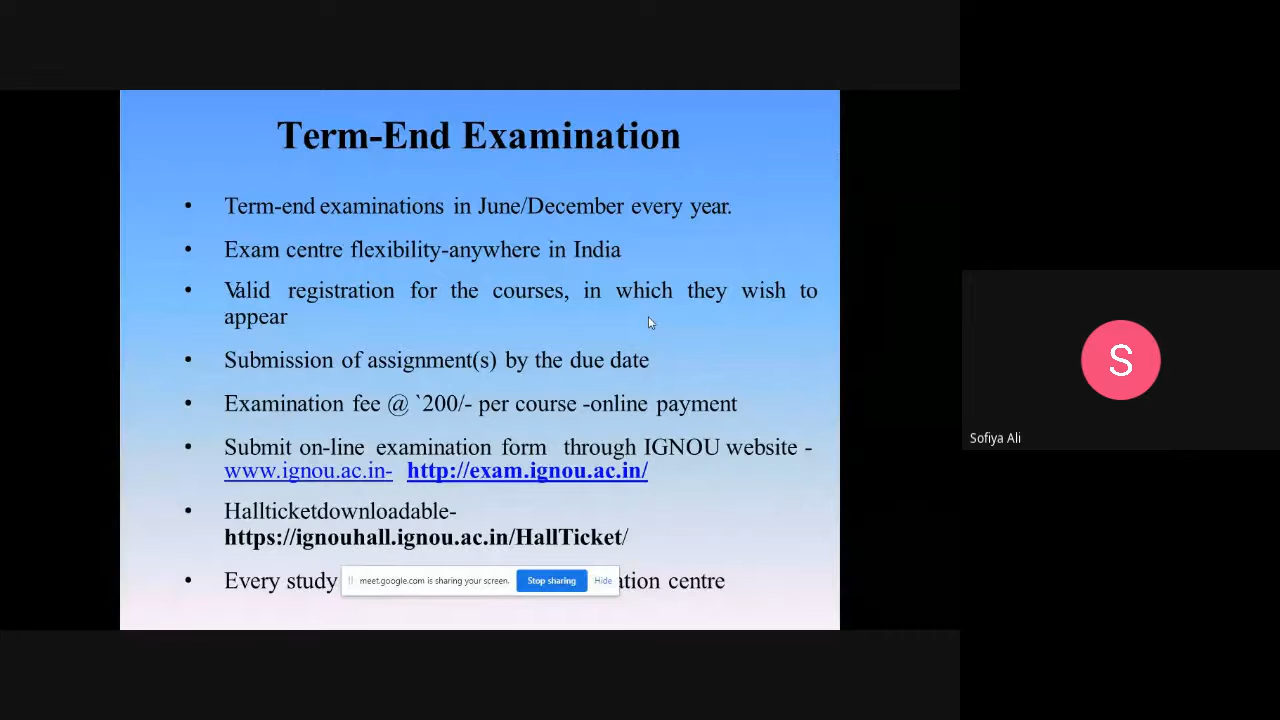 Term-End Examination
• Term-end examinations in June/December every year.
• Exam centre flexibility-anywhere in India
• Valid registration for the courses, in which they wish to
appear
• Submission of assignment(s) by the due date
• Examination fee @ `200/- per course -online payment
• Submit on-line examination form through IGNOU website -
www.ignou.ac.in- http://exam.ignou.ac.in/
• Hallticketdownloadable-
https://ignouhall.ignou.ac.in/HallTicket/
• Every study ation centre
meet.google.com is sharing your screen. Stop sharing Hide
S
Sofiya Ali